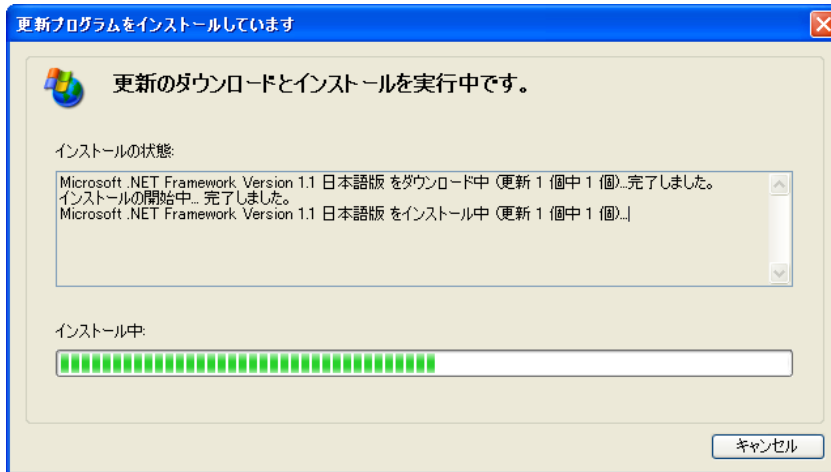 更新プログラムをインストールしています
更新のダウンロードとインストールを実行中です。
インストールの状態:
Microsoft .NET Framework Version 1.1 日本語版 をダウンロード中 (更新 1 個中 1 個)...完了しました。
インストールの開始中... 完了しました。
Microsoft .NET Framework Version 1.1 日本語版 をインストール中 (更新 1 個中 1 個)...
インストール中:
キャンセル